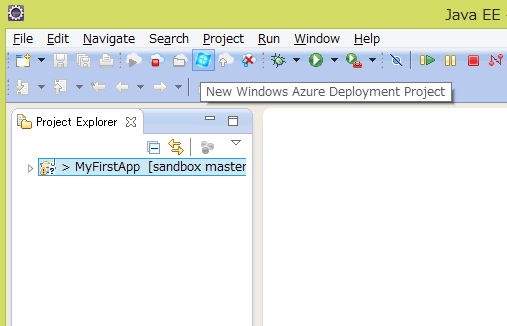 Java EE -
File Edit Navigate Search Project Run Window Help
New Windows Azure Deployment Project
Project Explorer
> MyFirstApp [sandbox master